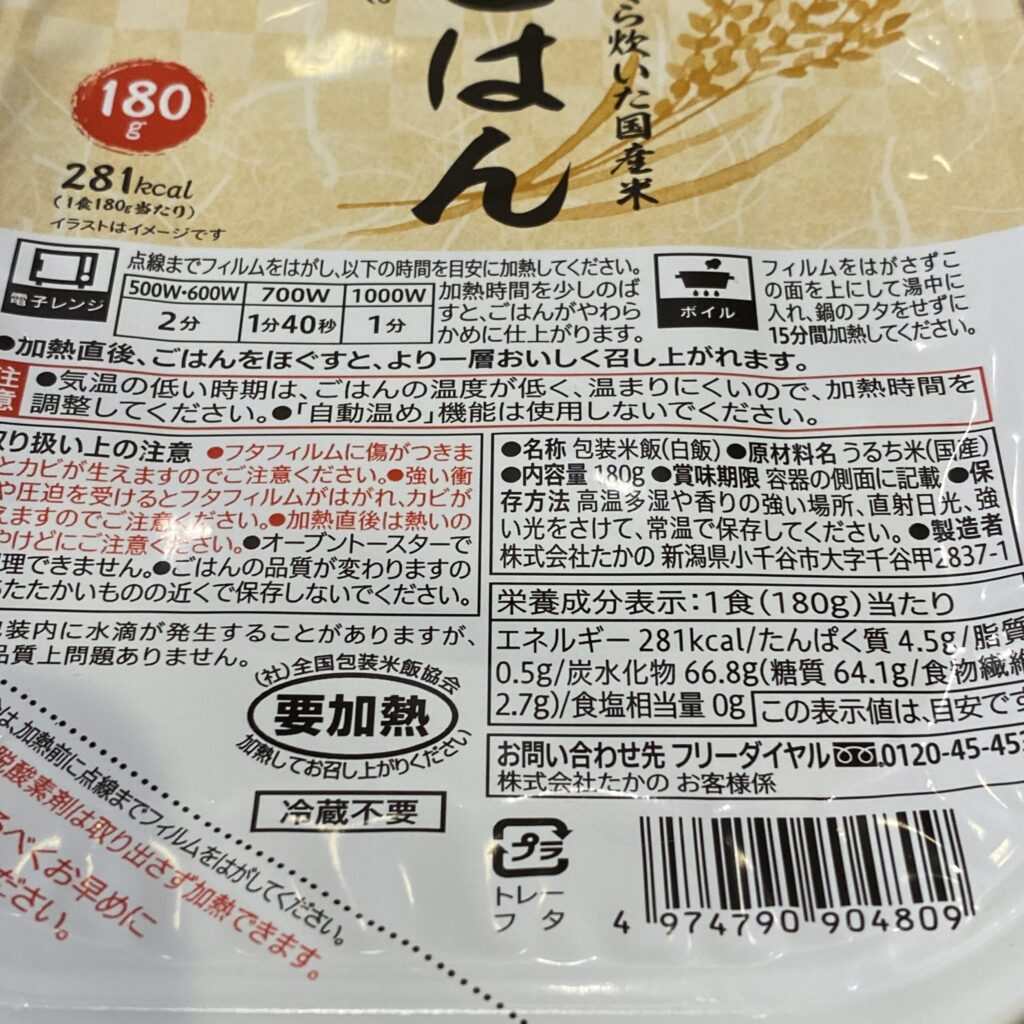 ごはん
ら炊いた国産米
180g
281kcal
(1食180g当たり)
イラストはイメージです
電子レンジ
点線までフィルムをはがし、以下の時間を目安に加熱してください。
500W・600W 700W 1000W
2分 1分40秒 1分
加熱時間を少しのば
すと、ごはんがやわら
かめに仕上がります。
ボイル
フィルムをはがさずこ
の面を上にして湯中に
入れ、鍋のフタをせずに
15分間加熱してください。
●加熱直後、ごはんをほぐすと、より一層おいしく召し上がれます。
注意
●気温の低い時期は、ごはんの温度が低く、温まりにくいので、加熱時間を
調整してください。●「自動温め」機能は使用しないでください。
取り扱い上の注意 ●フタフィルムに傷がつきま
とカビが生えますのでご注意ください。●強い衝
や圧迫を受けるとフタフィルムがはがれ、カビが
えますのでご注意ください。●加熱直後は熱いの
やけどにご注意ください。●オーブントースターで
理できません。●ごはんの品質が変わりますの
たたかいものの近くで保存しないでください。
●名称 包装米飯(白飯) ●原材料名 うるち米(国産)
●内容量 180g ●賞味期限 容器の側面に記載 ●保
存方法 高温多湿や香りの強い場所、直射日光、強
い光をさけて、常温で保存してください。 ●製造者
株式会社たかの 新潟県小千谷市大字千谷甲2837-1
栄養成分表示:1食(180g)当たり
エネルギー 281kcal/たんぱく質 4.5g/脂質
0.5g/炭水化物 66.8g(糖質 64.1g/食物繊維
2.7g)/食塩相当量 0g
この表示値は、目安です
装内に水滴が発生することがありますが、
品質上問題ありません。
(社)全国包装米飯協会
要加熱
加熱してお召し上がりください
冷蔵不要
お問い合わせ先 フリーダイヤル 0120-45-45
株式会社たかの お客様係
は、加熱前に点線までフィルムをはがしてください。
脱酸素剤は取り出さず加熱できます。
るべくお早めに
ださい。
プラ
トレー
フタ
4 974790 904809